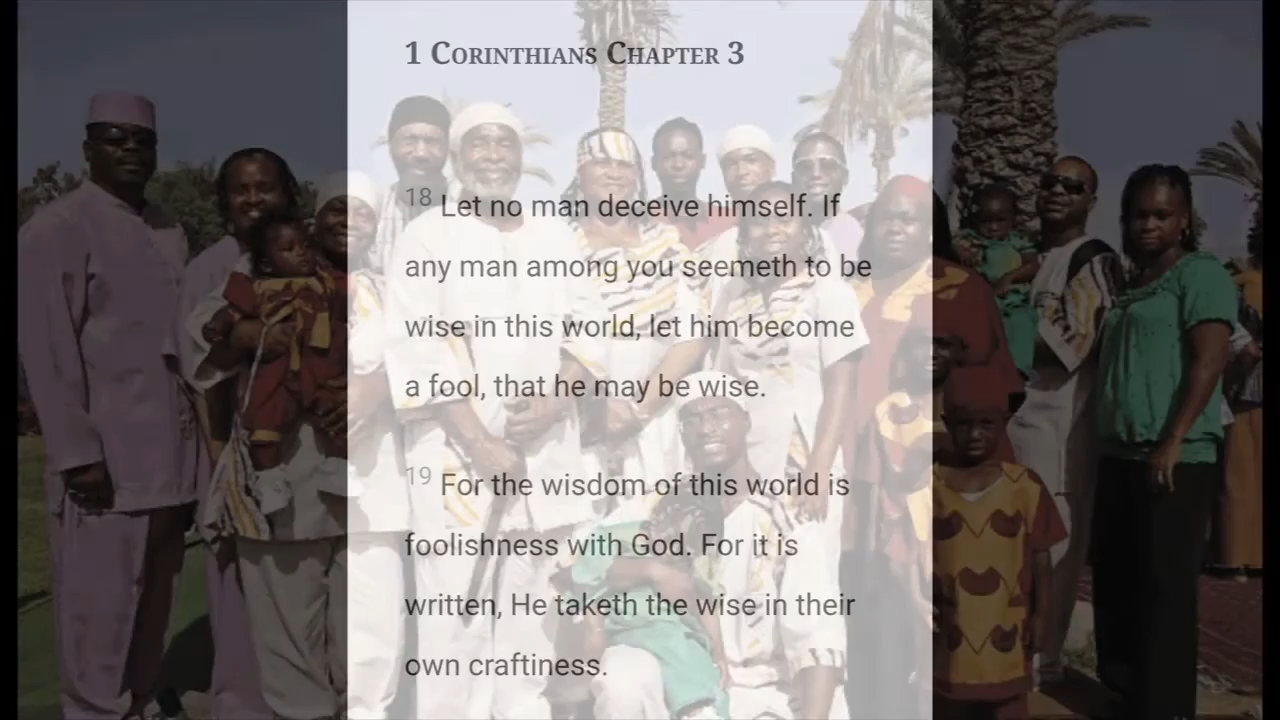 1 Corinthians Chapter 3
18 Let no man deceive himself. If
any man among you seemeth to be
wise in this world, let him become
a fool, that he may be wise.
19 For the wisdom of this world is
foolishness with God. For it is
written, He taketh the wise in their
own craftiness.